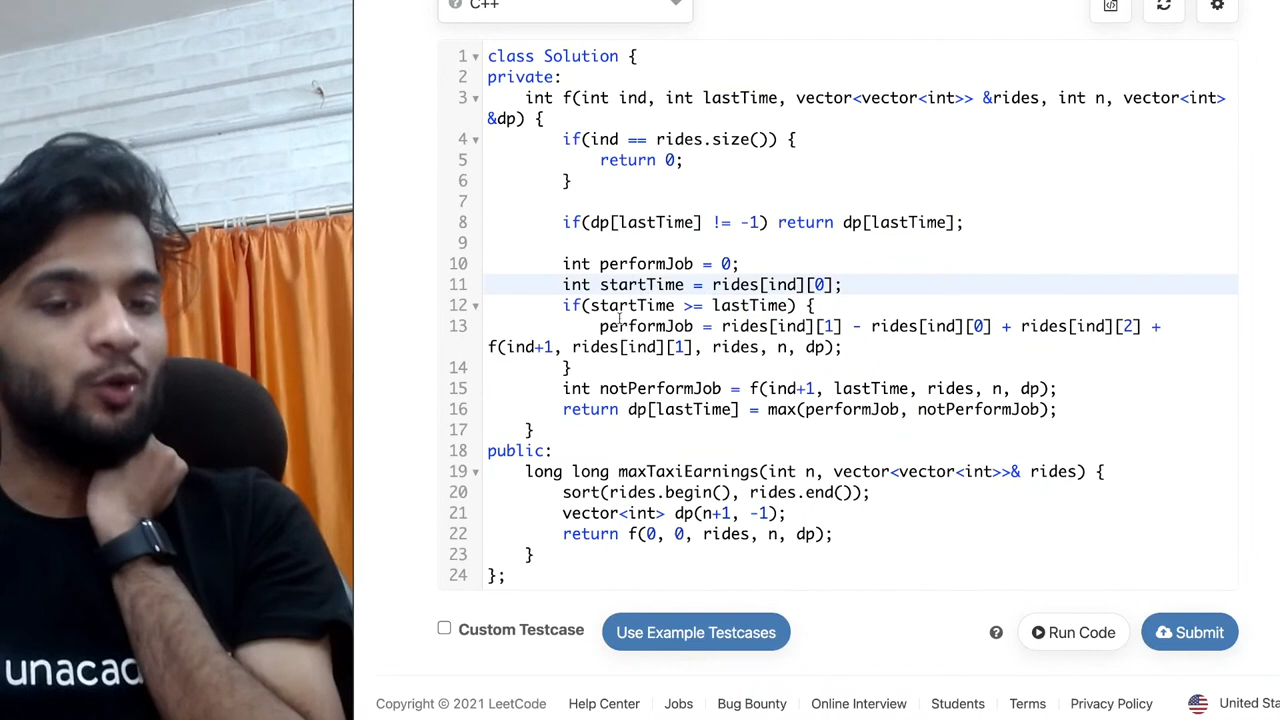 C++
1 class Solution {
2 private:
3 int f(int ind, int lastTime, vector<vector<int>> &rides, int n, vector<int>
&dp) {
4 if(ind == rides.size()) {
5 return 0;
6 }
7
8 if(dp[lastTime] != -1) return dp[lastTime];
9
10 int performJob = 0;
11 int startTime = rides[ind][0];
12 if(startTime >= lastTime) {
13 performJob = rides[ind][1] - rides[ind][0] + rides[ind][2] +
f(ind+1, rides[ind][1], rides, n, dp);
14 }
15 int notPerformJob = f(ind+1, lastTime, rides, n, dp);
16 return dp[lastTime] = max(performJob, notPerformJob);
17 }
18 public:
19 long long maxTaxiEarnings(int n, vector<vector<int>>& rides) {
20 sort(rides.begin(), rides.end());
21 vector<int> dp(n+1, -1);
22 return f(0, 0, rides, n, dp);
23 }
24 };
Custom Testcase Use Example Testcases ? Run Code Submit
unacad
Copyright © 2021 LeetCode Help Center Jobs Bug Bounty Online Interview Students Terms Privacy Policy United Sta